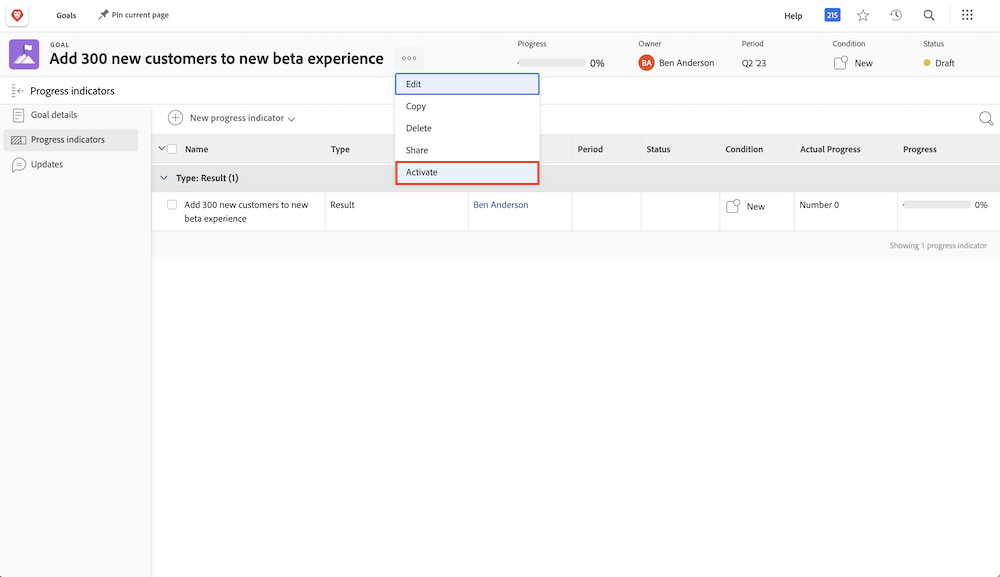 Goals
Pin current page
Help
215
GOAL
Add 300 new customers to new beta experience
Progress
0%
Owner
BA
Ben Anderson
Period
Q2 '23
Condition
New
Status
Draft
Progress indicators
Goal details
Progress indicators
Updates
Edit
Copy
Delete
Share
Activate
New progress indicator
Name
Type
Period
Status
Condition
Actual Progress
Progress
Type: Result (1)
Add 300 new customers to new
beta experience
Result
Ben Anderson
New
Number 0
0%
Showing 1 progress indicator